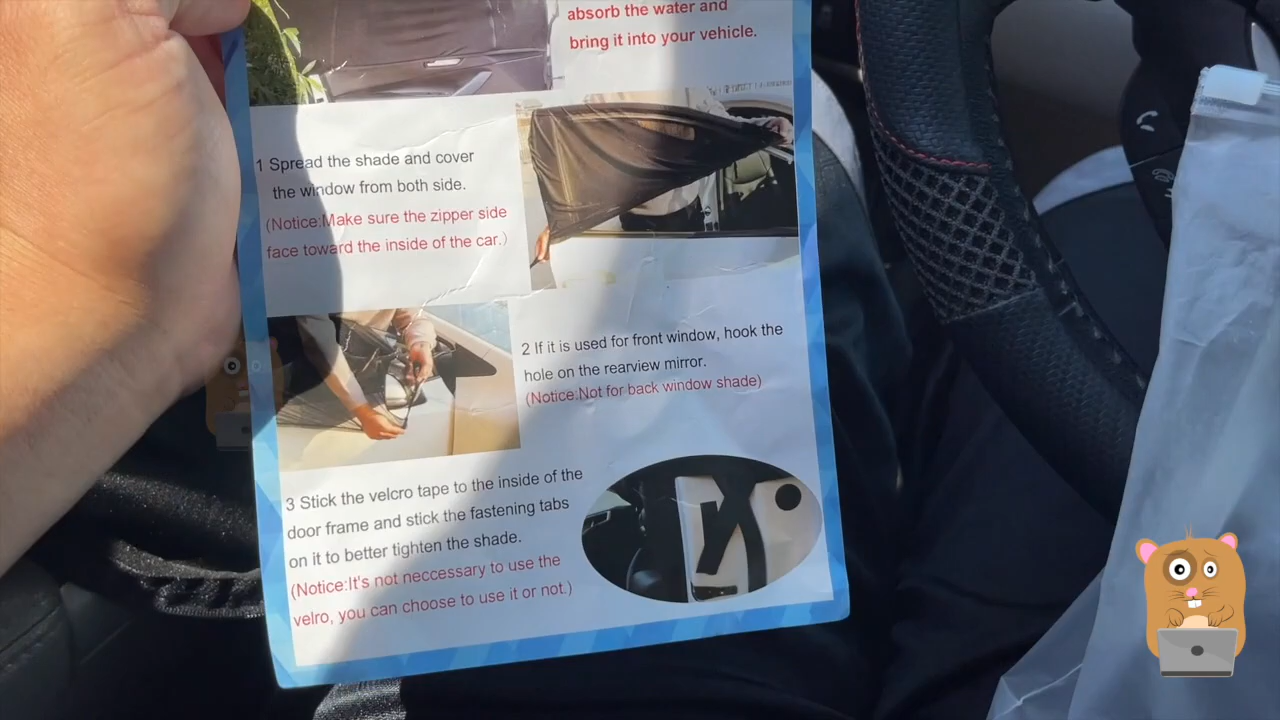 absorb the water and
bring it into your vehicle.
1 Spread the shade and cover
the window from both side.
(Notice:Make sure the zipper side
face toward the inside of the car.)
2 If it is used for front window, hook the
hole on the rearview mirror.
(Notice:Not for back window shade)
3 Stick the velcro tape to the inside of the
door frame and stick the fastening tabs
on it to better tighten the shade.
(Notice:It's not neccessary to use the
velro, you can choose to use it or not.)